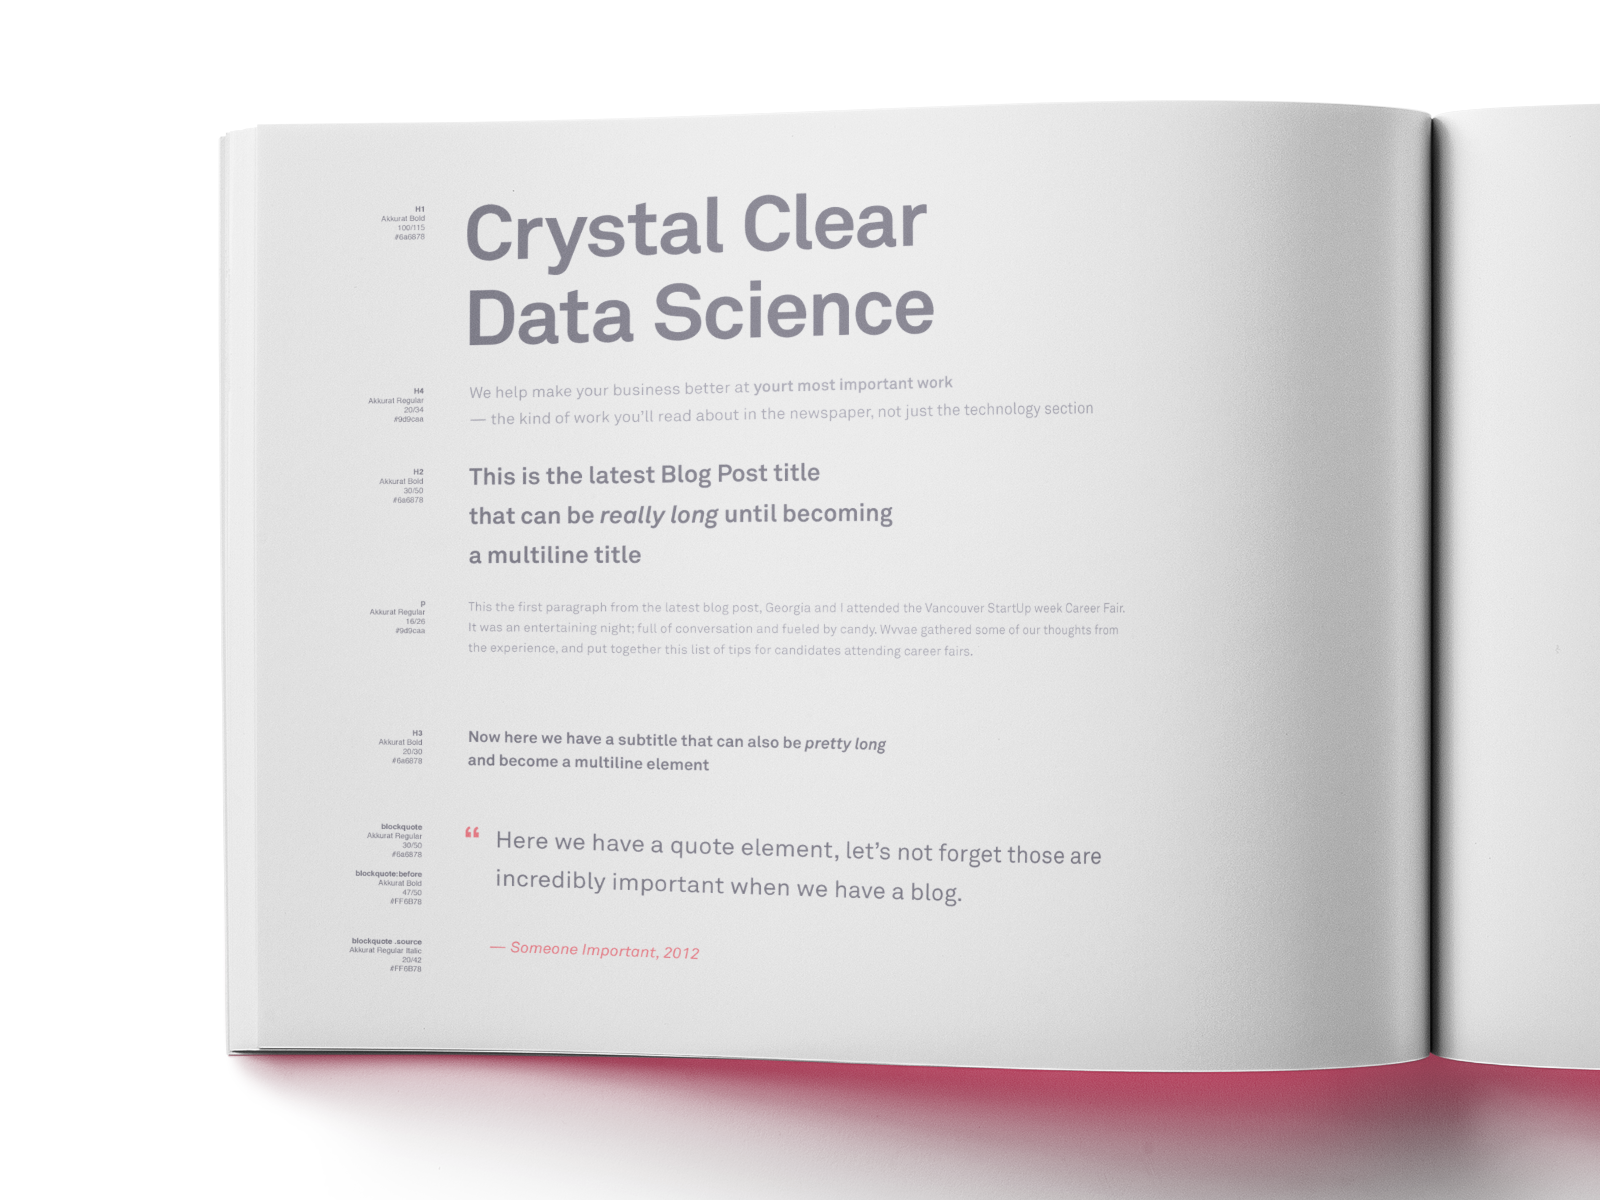 H1
Akkurat Bold
100/115
#6a6878
Crystal Clear
Data Science
H4
Akkurat Regular
20/34
#9d9caa
We help make your business better at yourt most important work
— the kind of work you'll read about in the newspaper, not just the technology section
H2
Akkurat Bold
30/50
#6a6878
This is the latest Blog Post title
that can be really long until becoming
a multiline title
p
Akkurat Regular
16/26
#9d9caa
This the first paragraph from the latest blog post, Georgia and I attended the Vancouver StartUp week Career Fair.
It was an entertaining night; full of conversation and fueled by candy. Wvvae gathered some of our thoughts from
the experience, and put together this list of tips for candidates attending career fairs.
H3
Akkurat Bold
20/30
#6a6878
Now here we have a subtitle that can also be pretty long
and become a multiline element
blockquote
Akkurat Regular
30/50
#6a6878
blockquote:before
Akkurat Bold
47/50
#FF6B78
“ Here we have a quote element, let's not forget those are
incredibly important when we have a blog.
blockquote .source
Akkurat Regular Italic
20/42
#FF6B78
— Someone Important, 2012